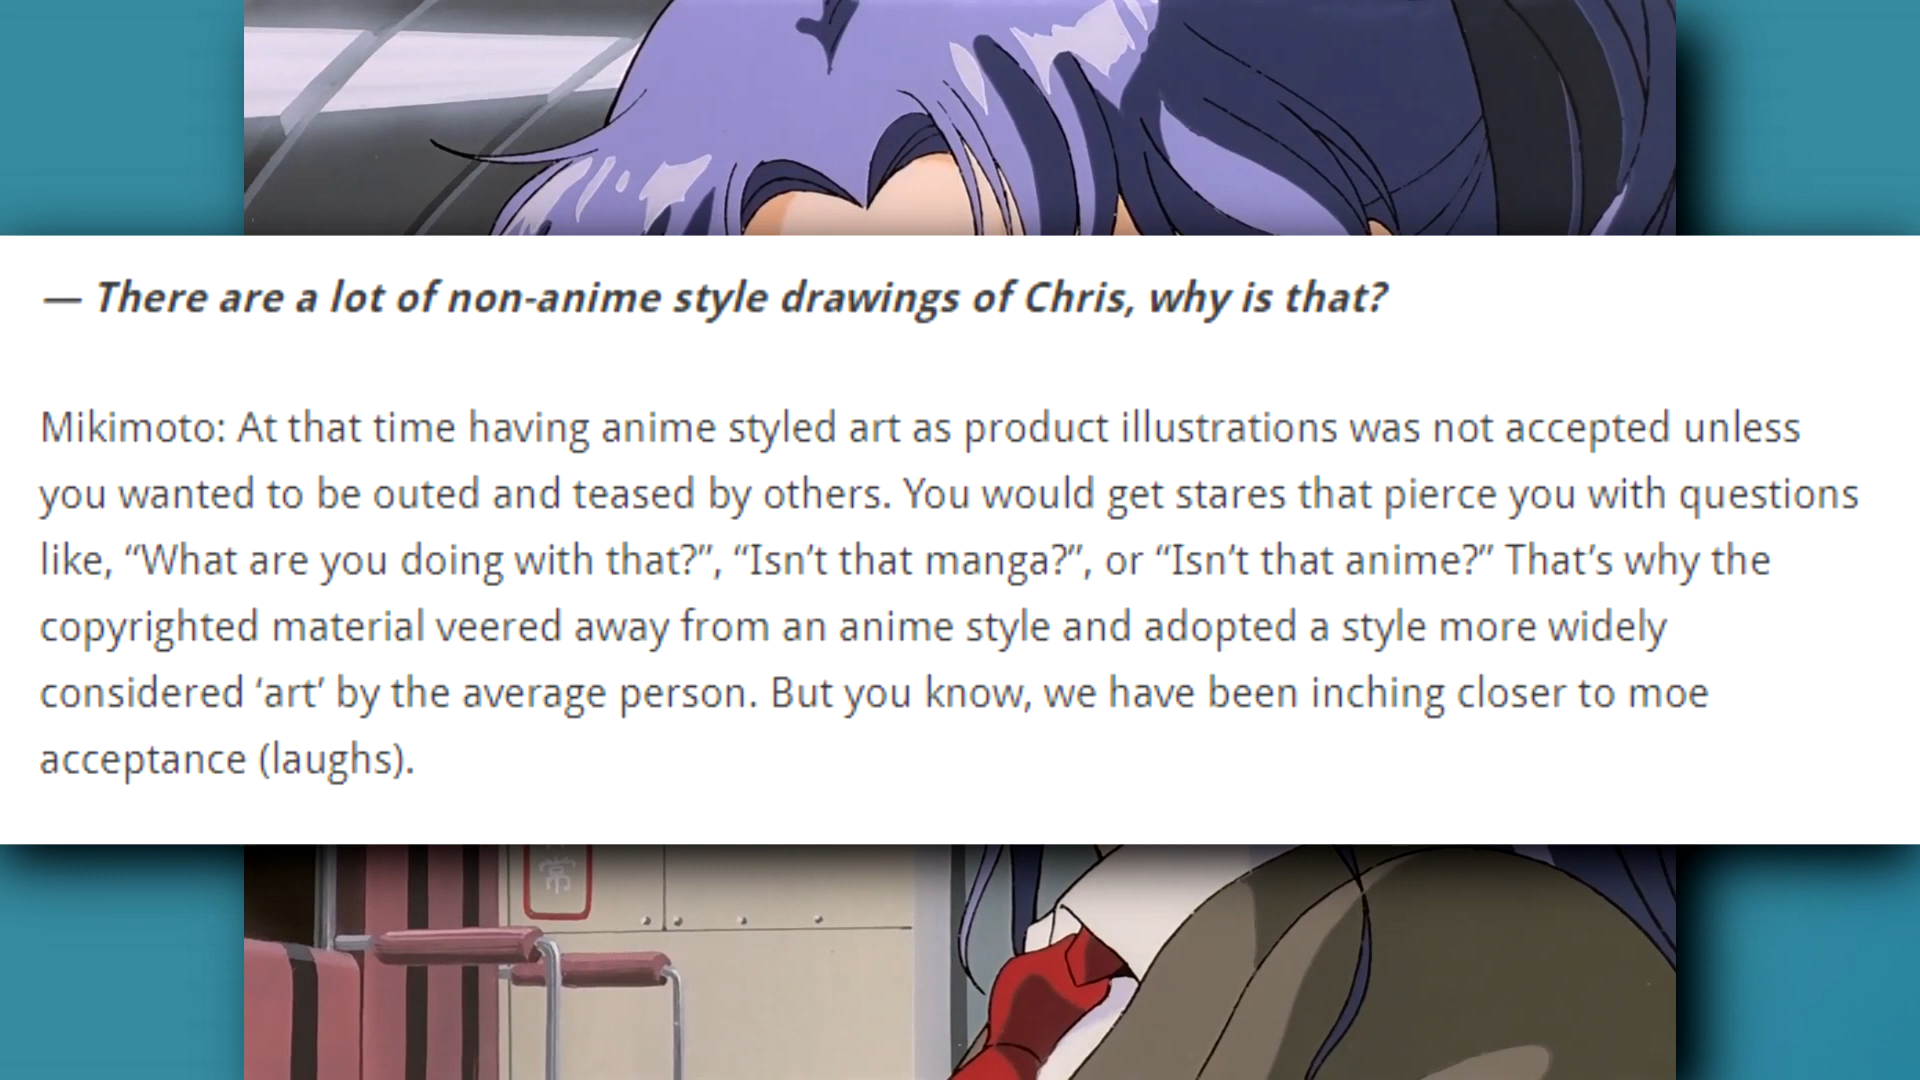 — There are a lot of non-anime style drawings of Chris, why is that?
Mikimoto: At that time having anime styled art as product illustrations was not accepted unless
you wanted to be outed and teased by others. You would get stares that pierce you with questions
like, “What are you doing with that?”, “Isn’t that manga?”, or “Isn’t that anime?” That’s why the
copyrighted material veered away from an anime style and adopted a style more widely
considered ‘art’ by the average person. But you know, we have been inching closer to moe
acceptance (laughs).
常